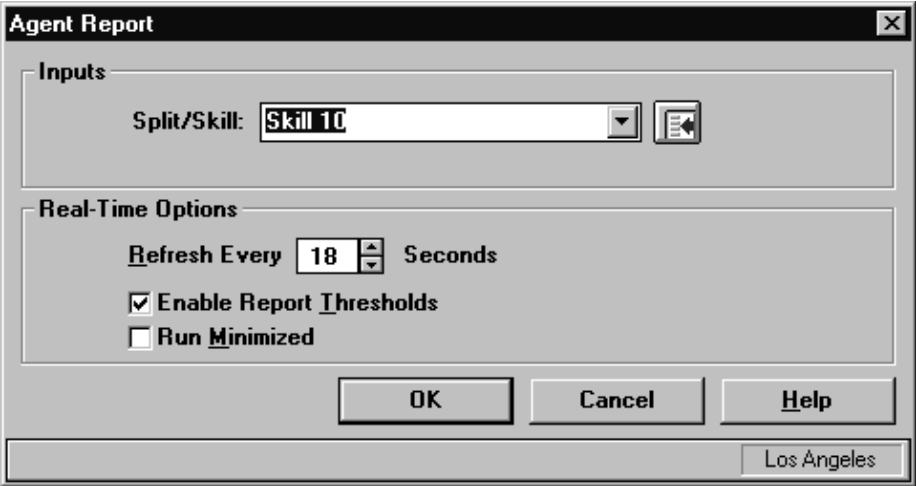 Agent Report
Inputs
Split/Skill: Skill 10
Real-Time Options
Refresh Every 18 Seconds
Enable Report Thresholds
Run Minimized
OK Cancel Help
Los Angeles